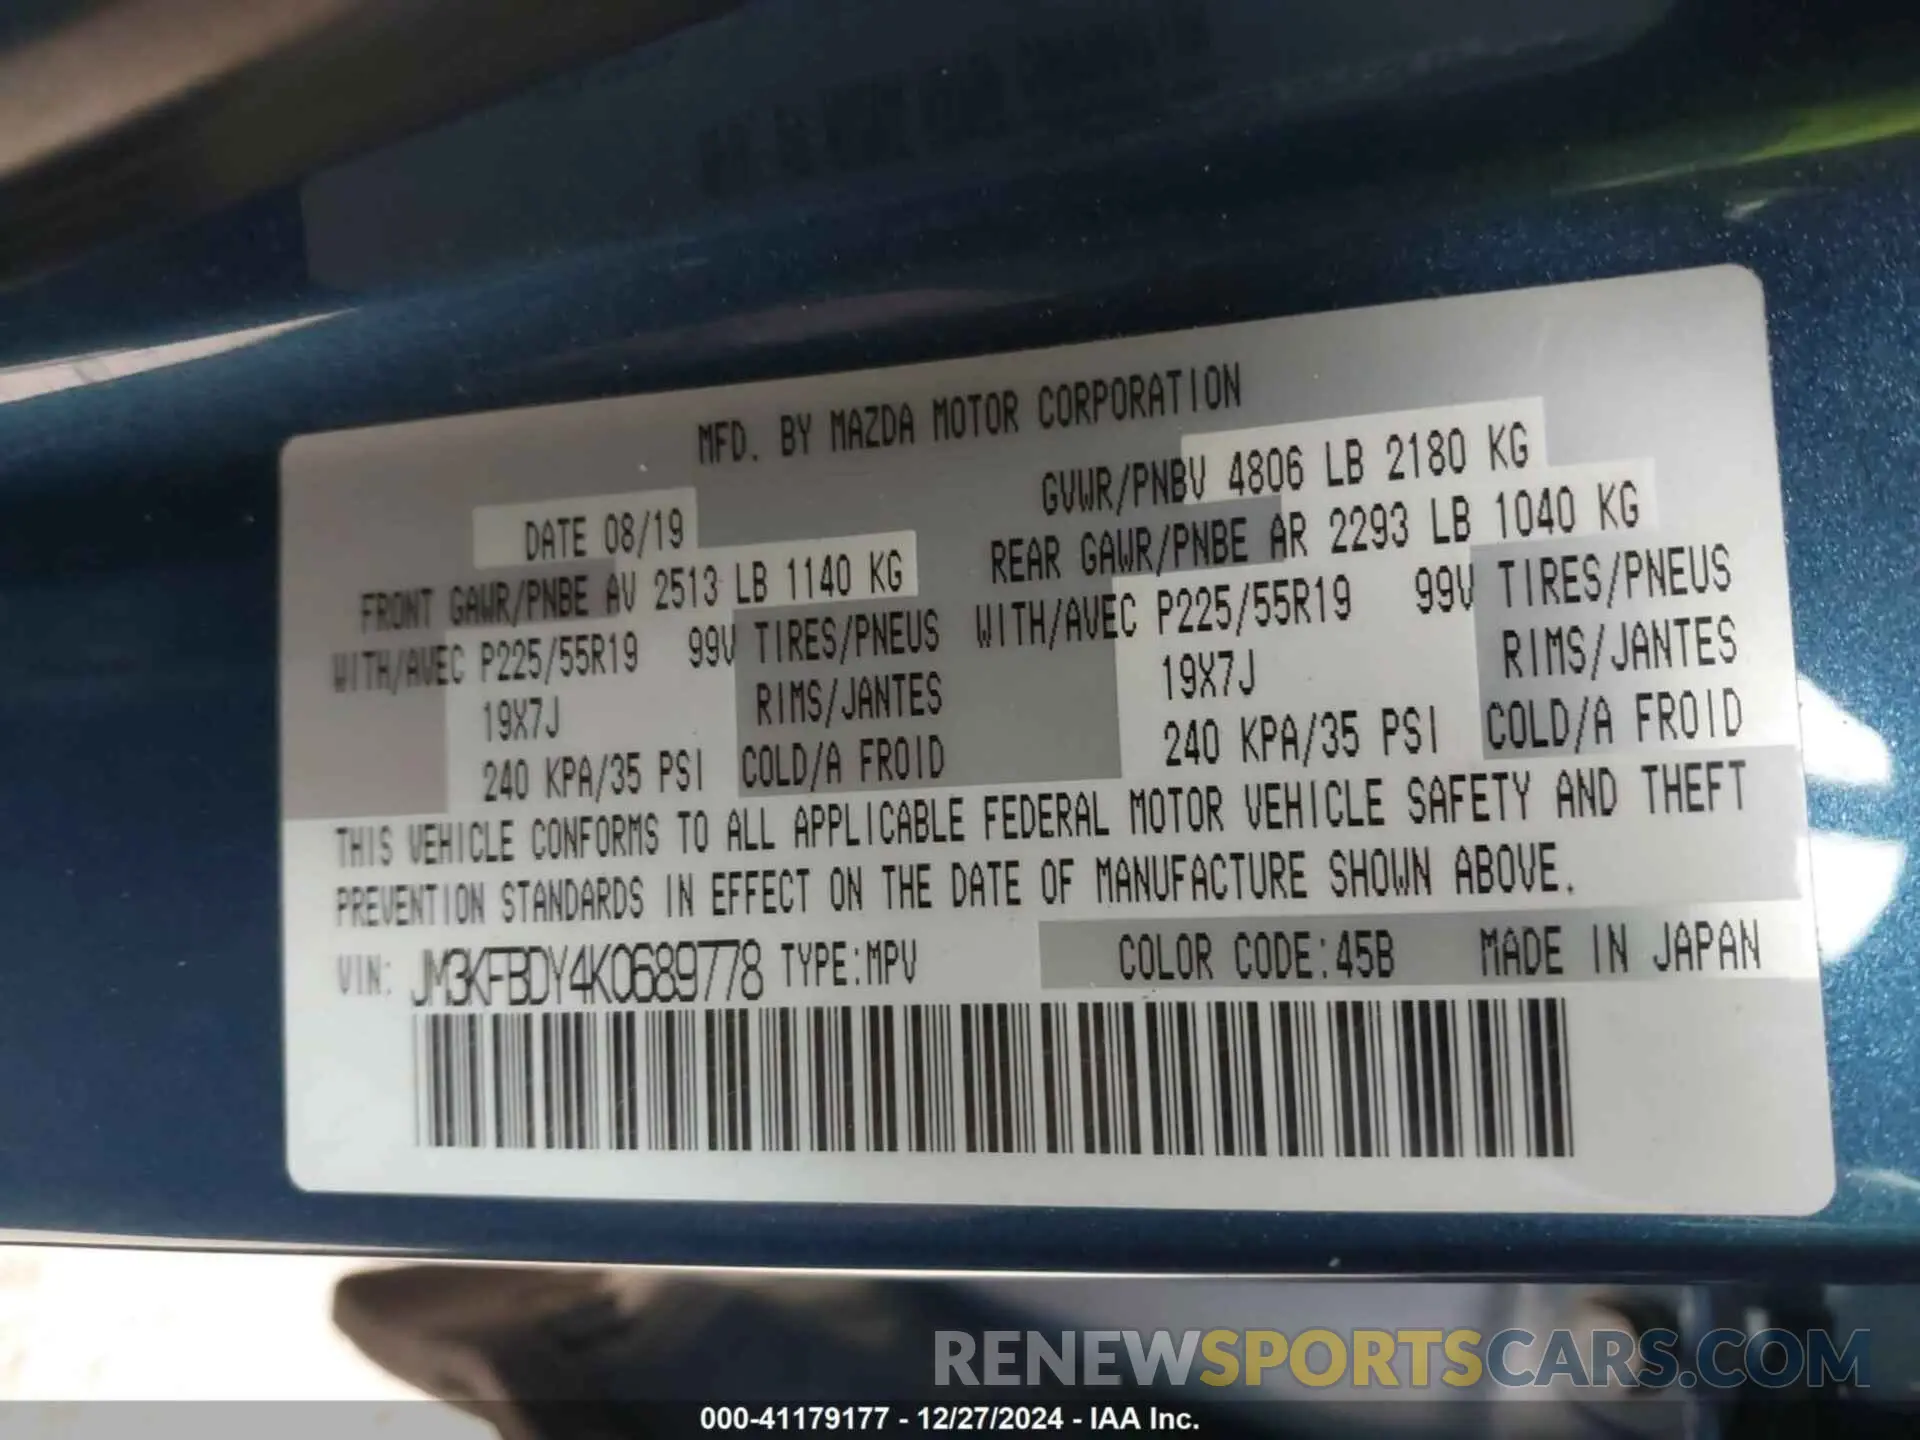 MFD. BY MAZDA MOTOR CORPORATION
DATE 08/19
GVWR/PNBV 4806 LB 2180 KG
FRONT GAWR/PNBE AV 2513 LB 1140 KG
REAR GAWR/PNBE AR 2293 LB 1040 KG
WITH/AVEC P225/55R19 99V TIRES/PNEUS
19X7J RIMS/JANTES
240 KPA/35 PSI COLD/A FROID
WITH/AVEC P225/55R19 99V TIRES/PNEUS
19X7J RIMS/JANTES
240 KPA/35 PSI COLD/A FROID
THIS VEHICLE CONFORMS TO ALL APPLICABLE FEDERAL MOTOR VEHICLE SAFETY AND THEFT
PREVENTION STANDARDS IN EFFECT ON THE DATE OF MANUFACTURE SHOWN ABOVE.
VIN: JM3KFBDY4K0689778 TYPE:MPV COLOR CODE:45B MADE IN JAPAN
RENEWSPORTSCARS.COM
000-41179177 - 12/27/2024 - IAA Inc.